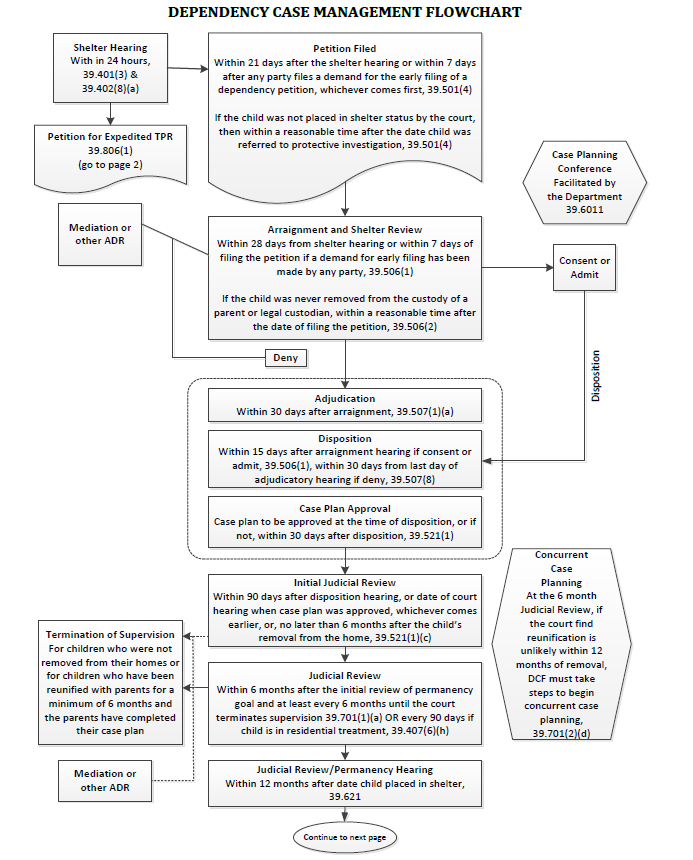 DEPENDENCY CASE MANAGEMENT FLOWCHART
Shelter Hearing
With in 24 hours,
39.401(3) &
39.402(8)(a)
Petition Filed
Within 21 days after the shelter hearing or within 7 days
after any party files a demand for the early filing of a
dependency petition, whichever comes first, 39.501(4)
If the child was not placed in shelter status by the court,
then within a reasonable time after the date child was
referred to protective investigation, 39.501(4)
Petition for Expedited TPR
39.806(1)
(go to page 2)
Case Planning
Conference
Facilitated by
the Department
39.6011
Mediation or
other ADR
Arraignment and Shelter Review
Within 28 days from shelter hearing or within 7 days of
filing the petition if a demand for early filing has been
made by any party, 39.506(1)
If the child was never removed from the custody of a
parent or legal custodian, within a reasonable time after
the date of filing the petition, 39.506(2)
Consent or
Admit
Deny
Disposition
Adjudication
Within 30 days after arraignment, 39.507(1)(a)
Disposition
Within 15 days after arraignment hearing if consent or
admit, 39.506(1), within 30 days from last day of
adjudicatory hearing if deny, 39.507(8)
Case Plan Approval
Case plan to be approved at the time of disposition, or if
not, within 30 days after disposition, 39.521(1)
Initial Judicial Review
Within 90 days after disposition hearing, or date of court
hearing when case plan was approved, whichever comes
earlier, or, no later than 6 months after the child's
removal from the home, 39.521(1)(c)
Concurrent
Case
Planning
At the 6 month
Judicial Review, if
the court find
reunification is
unlikely within 12
months of removal,
DCF must take
steps to begin
concurrent case
planning,
39.701(2)(d)
Termination of Supervision
For children who were not
removed from their homes or
for children who have been
reunified with parents for a
minimum of 6 months and
the parents have completed
their case plan
Judicial Review
Within 6 months after the initial review of permancy
goal and at least every 6 months until the court
terminates supervision 39.701(1)(a) OR every 90 days if
child is in residential treatment, 39.407(6)(h)
Mediation or
other ADR
Judicial Review/Permanency Hearing
Within 12 months after date child placed in shelter,
39.621
Continue to next page